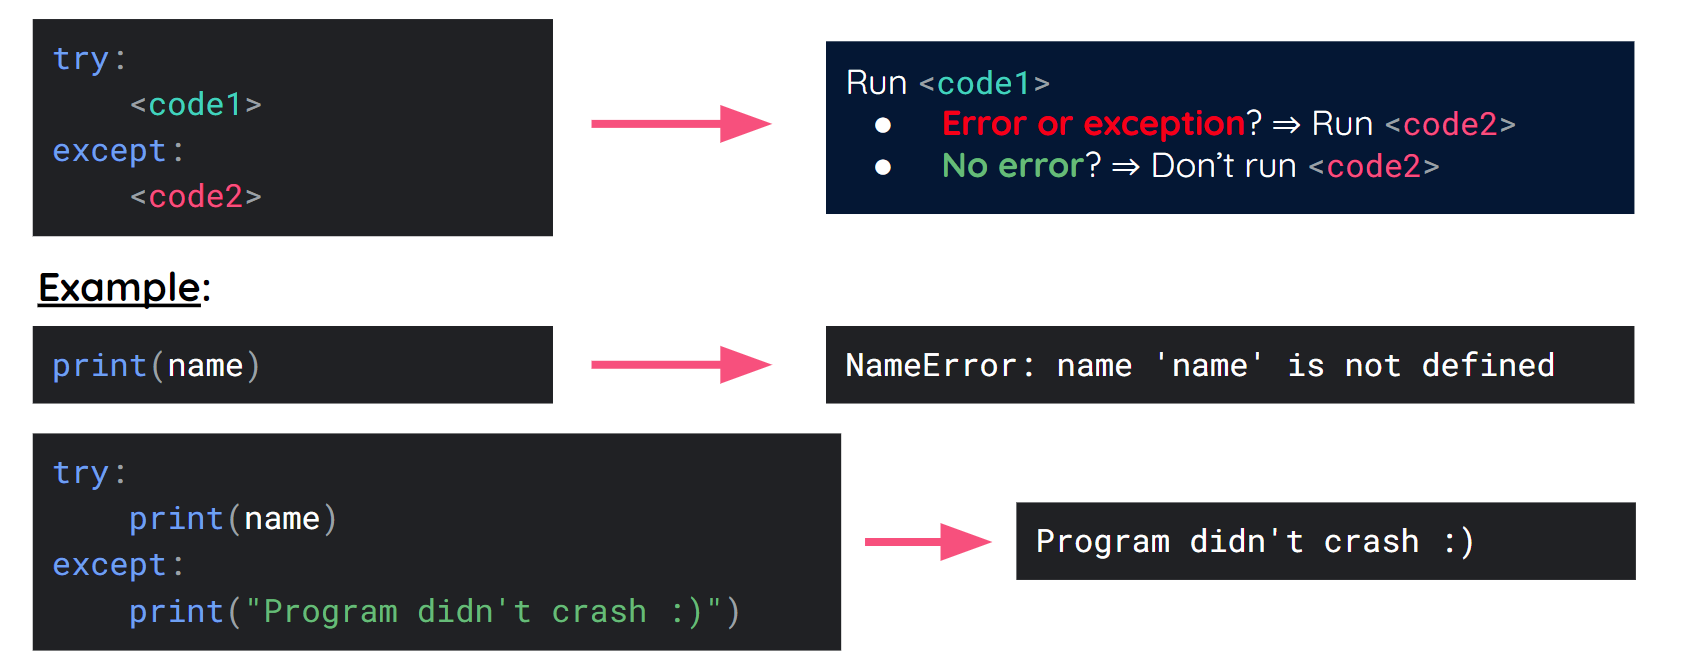 try:
    <code1>
except:
    <code2>
Run <code1>
● Error or exception? ⇒ Run <code2>
● No error? ⇒ Don’t run <code2>
Example:
print(name)
NameError: name 'name' is not defined
try:
    print(name)
except:
    print("Program didn't crash :)")
Program didn't crash :)